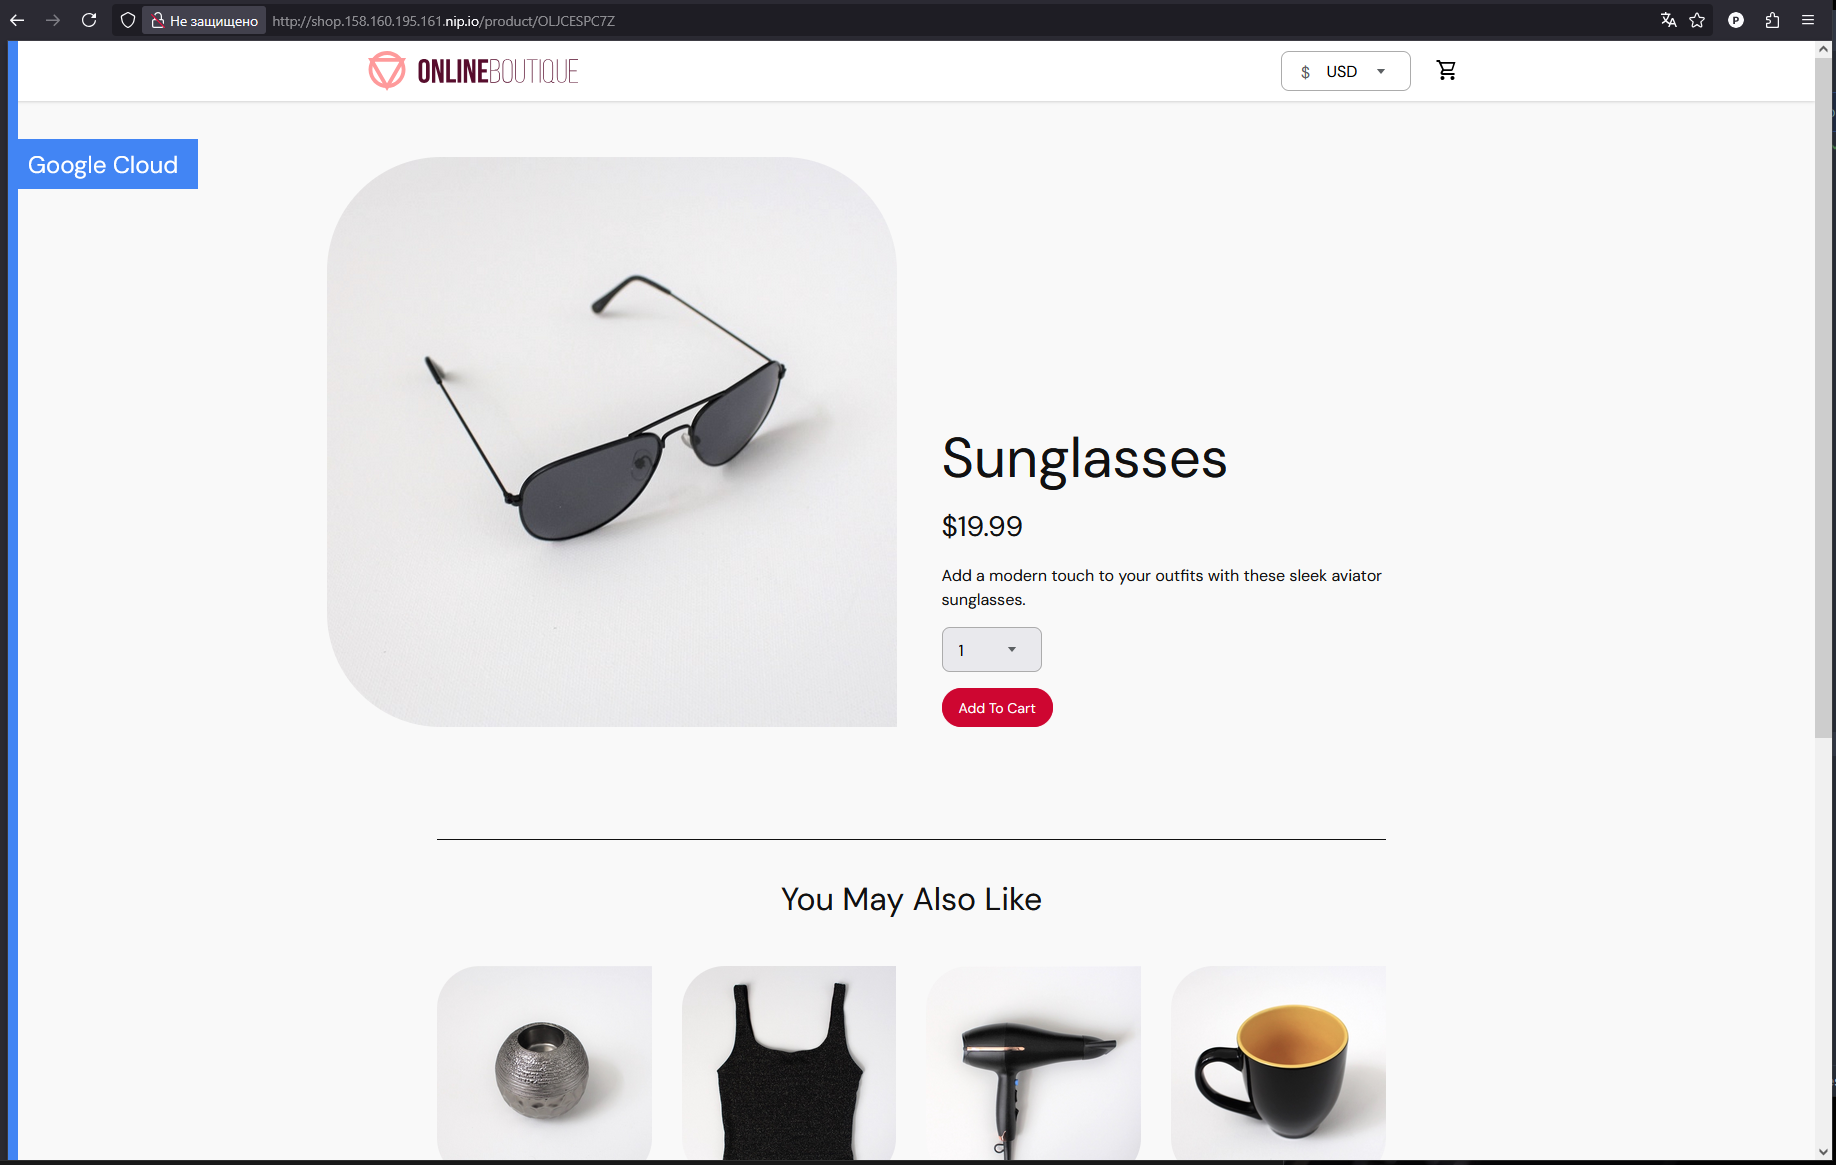 Не защищено
http://shop.158.160.195.161.nip.io/product/OLJCESPC7Z
P
ONLINEBOUTIQUE
$ USD
Google Cloud
Sunglasses
$19.99
Add a modern touch to your outfits with these sleek aviator
sunglasses.
1
Add To Cart
You May Also Like